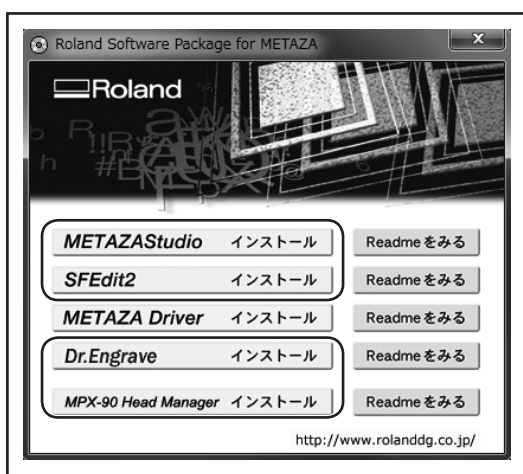 Roland Software Package for METAZA
Roland
METAZAStudio インストール Readmeをみる
SFEdit2 インストール Readmeをみる
METAZA Driver インストール Readmeをみる
Dr.Engrave インストール Readmeをみる
MPX-90 Head Manager インストール Readmeをみる
http://www.rolanddg.co.jp/